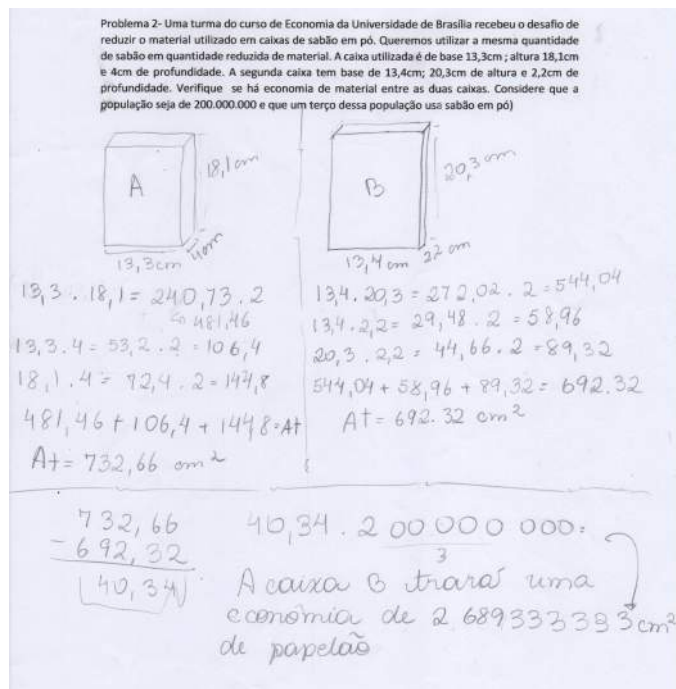 Problema 2- Uma turma do curso de Economia da Universidade de Brasília recebeu o desafio de
reduzir o material utilizado em caixas de sabão em pó. Queremos utilizar a mesma quantidade
de sabão em quantidade reduzida de material. A caixa utilizada é de base 13,3cm ; altura 18,1cm
e 4cm de profundidade. A segunda caixa tem base de 13,4cm; 20,3cm de altura e 2,2cm de
profundidade. Verifique se há economia de material entre as duas caixas. Considere que a
população seja de 200.000.000 e que um terço dessa população usa sabão em pó)
A
18,1cm
4cm
13,3cm
13,3 . 18,1 = 240,73 . 2
481,46
13,3 . 4 = 53,2 . 2 = 106,4
18,1 . 4 = 72,4 . 2 = 144,8
481,46 + 106,4 + 144,8 = At
At = 732,66 cm²
B
20,3cm
13,4 cm
22 cm
13,4 . 20,3 = 272,02 . 2 = 544,04
13,4 . 2,2 = 29,48 . 2 = 58,96
20,3 . 2,2 = 44,66 . 2 = 89,32
544,04 + 58,96 + 89,32 = 692.32
At = 692.32 cm²
732,66
- 692,32
40,34
40,34 . 200 000 000 =
3
A caixa B trará uma
economia de 2 689333333 cm²
de papelão